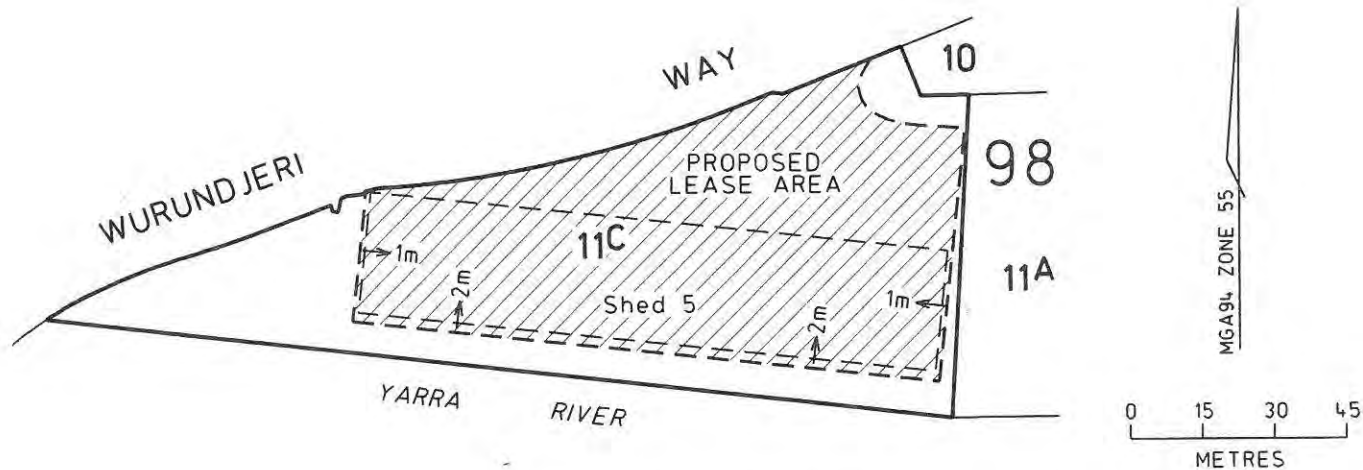 WURUNDJERI WAY
10
98
PROPOSED
LEASE AREA
11C
11A
1m
2m
Shed 5
1m
2m
YARRA RIVER
MGA94 ZONE 55
0 15 30 45
METRES